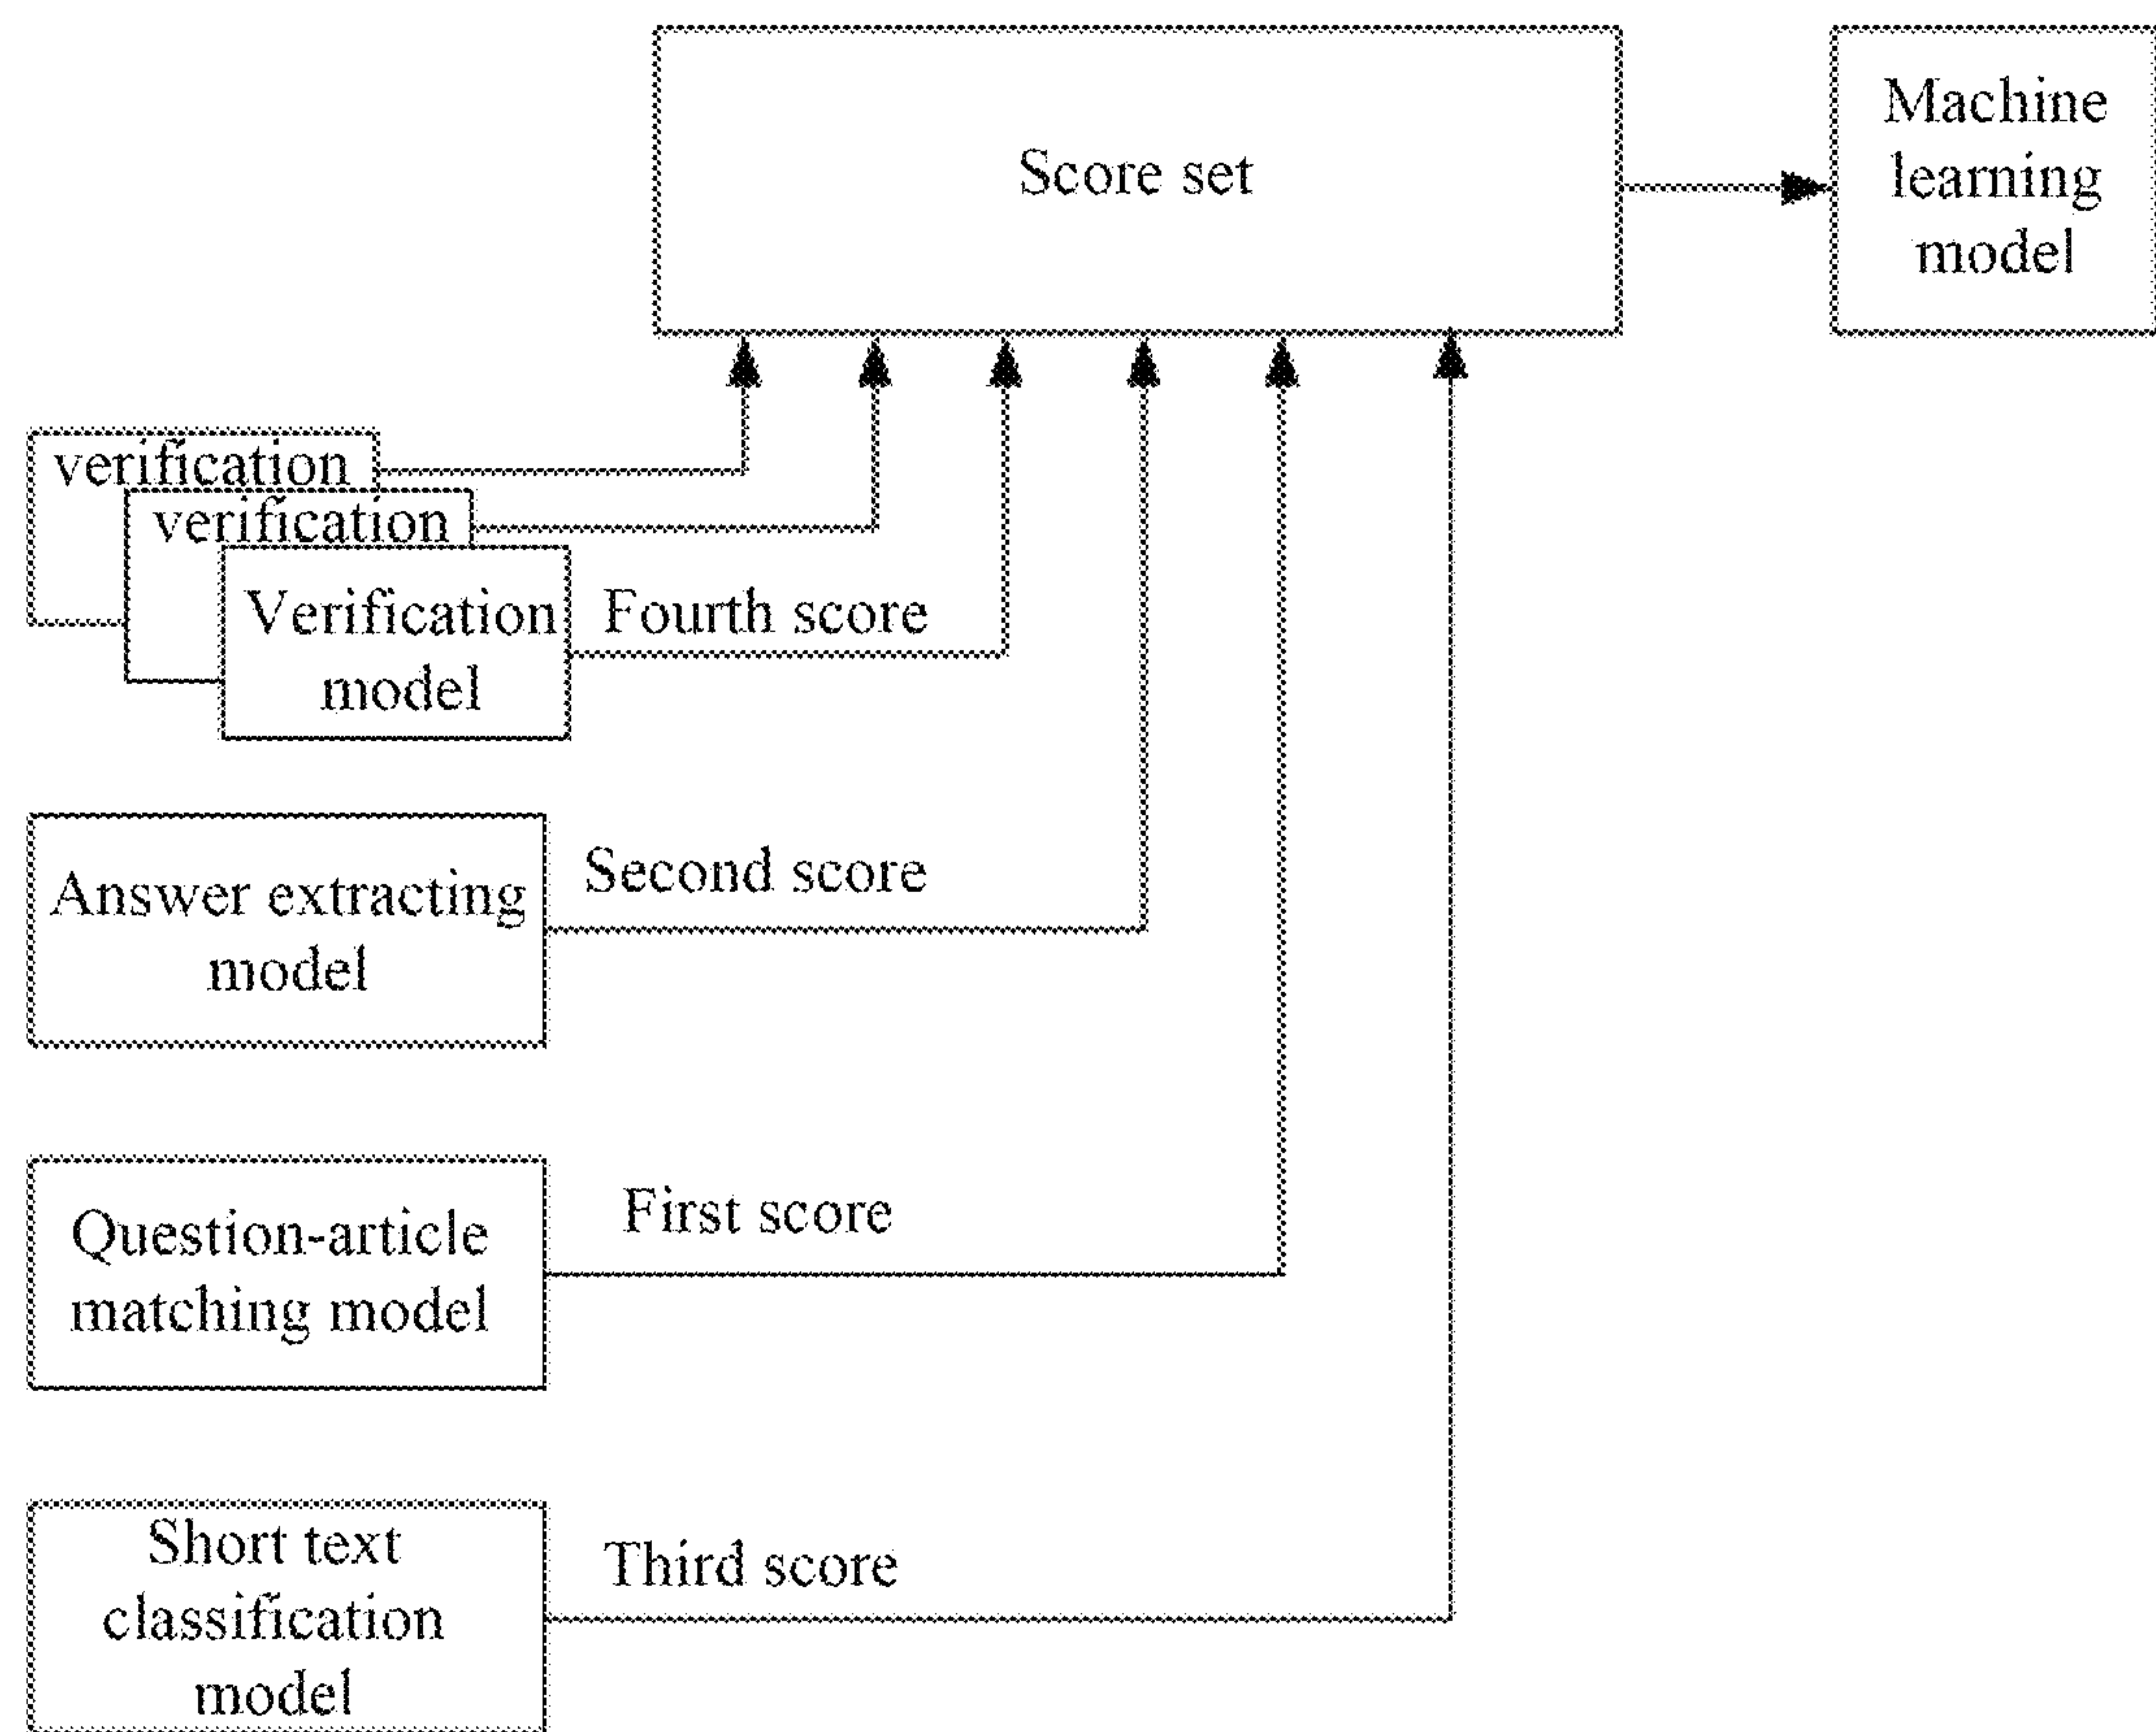 Score set
Machine
learning
model
verification
verification
Verification
model
Fourth score
Answer extracting
model
Second score
Question-article
matching model
First score
Short text
classification
model
Third score